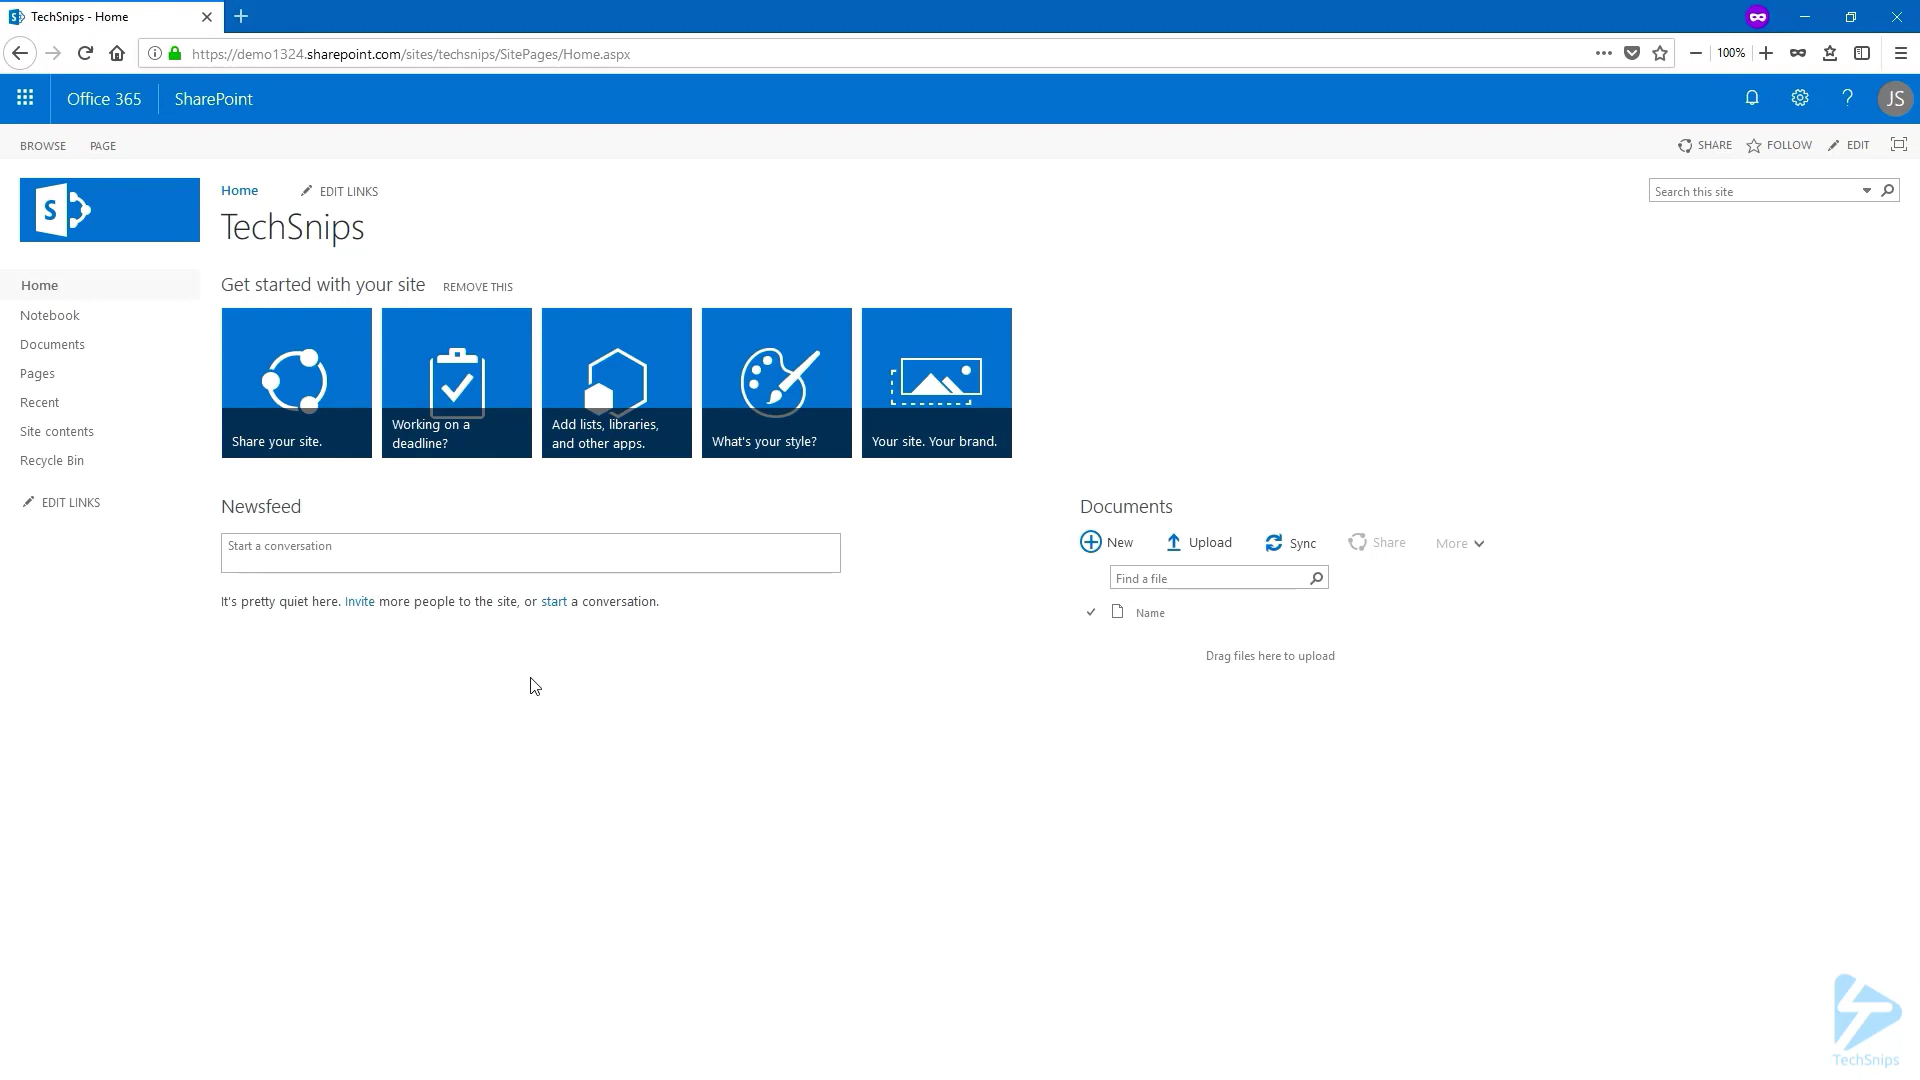 TechSnips - Home
https://demo1324.sharepoint.com/sites/techsnips/SitePages/Home.aspx
100%
Office 365
SharePoint
?
JS
BROWSE
PAGE
SHARE
FOLLOW
EDIT
S
Home
EDIT LINKS
Search this site
TechSnips
Get started with your site
REMOVE THIS
Home
Notebook
Documents
Pages
Recent
Site contents
Recycle Bin
EDIT LINKS
Share your site.
Working on a
deadline?
Add lists, libraries,
and other apps.
What's your style?
Your site. Your brand.
Newsfeed
Start a conversation
It's pretty quiet here. Invite more people to the site, or start a conversation.
Documents
New
Upload
Sync
Share
More
Find a file
Name
Drag files here to upload
TechSnips